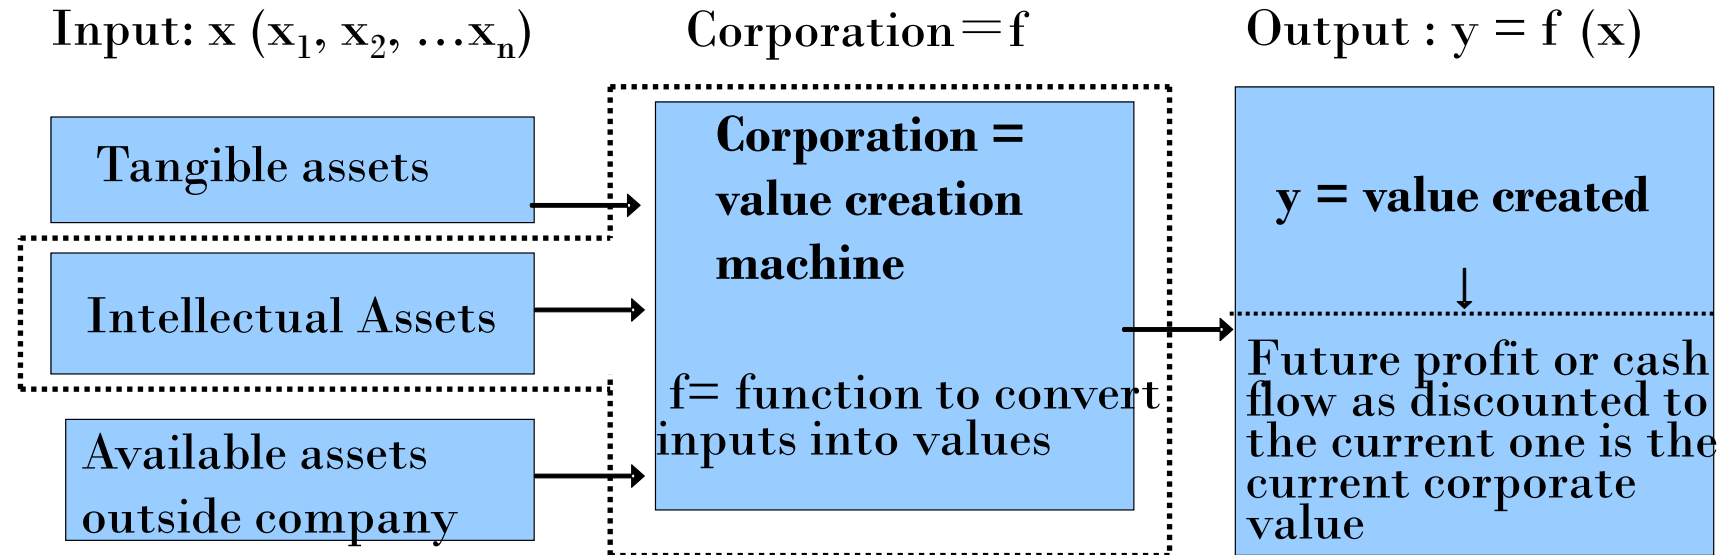 Input: x (x₁, x₂, …xₙ)
Corporation＝f
Output : y = f (x)
Tangible assets
Intellectual Assets
Available assets
outside company
Corporation =
value creation
machine
f= function to convert
inputs into values
y = value created
↓
Future profit or cash
flow as discounted to
the current one is the
current corporate
value